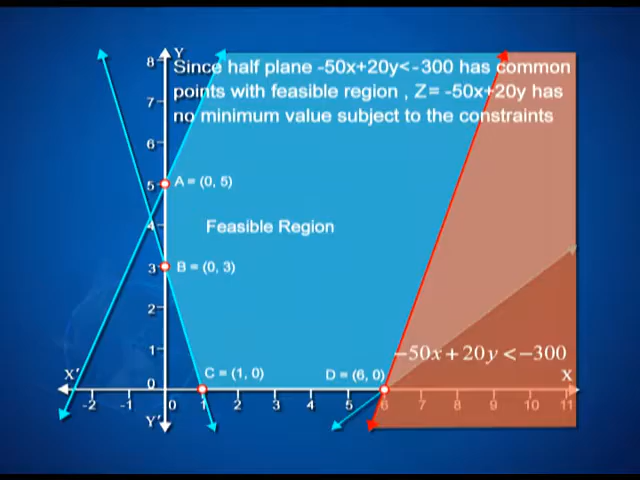 Y
8
Since half plane -50x+20y<-300 has common
points with feasible region , Z= -50x+20y has
no minimum value subject to the constraints
7
6
5
A = (0, 5)
4
Feasible Region
3
B = (0, 3)
2
1
−50x + 20y < −300
C = (1, 0)
D = (6, 0)
X′
X
0
-2 -1 0 1 2 3 4 5 6 7 8 9 10 11
Y′